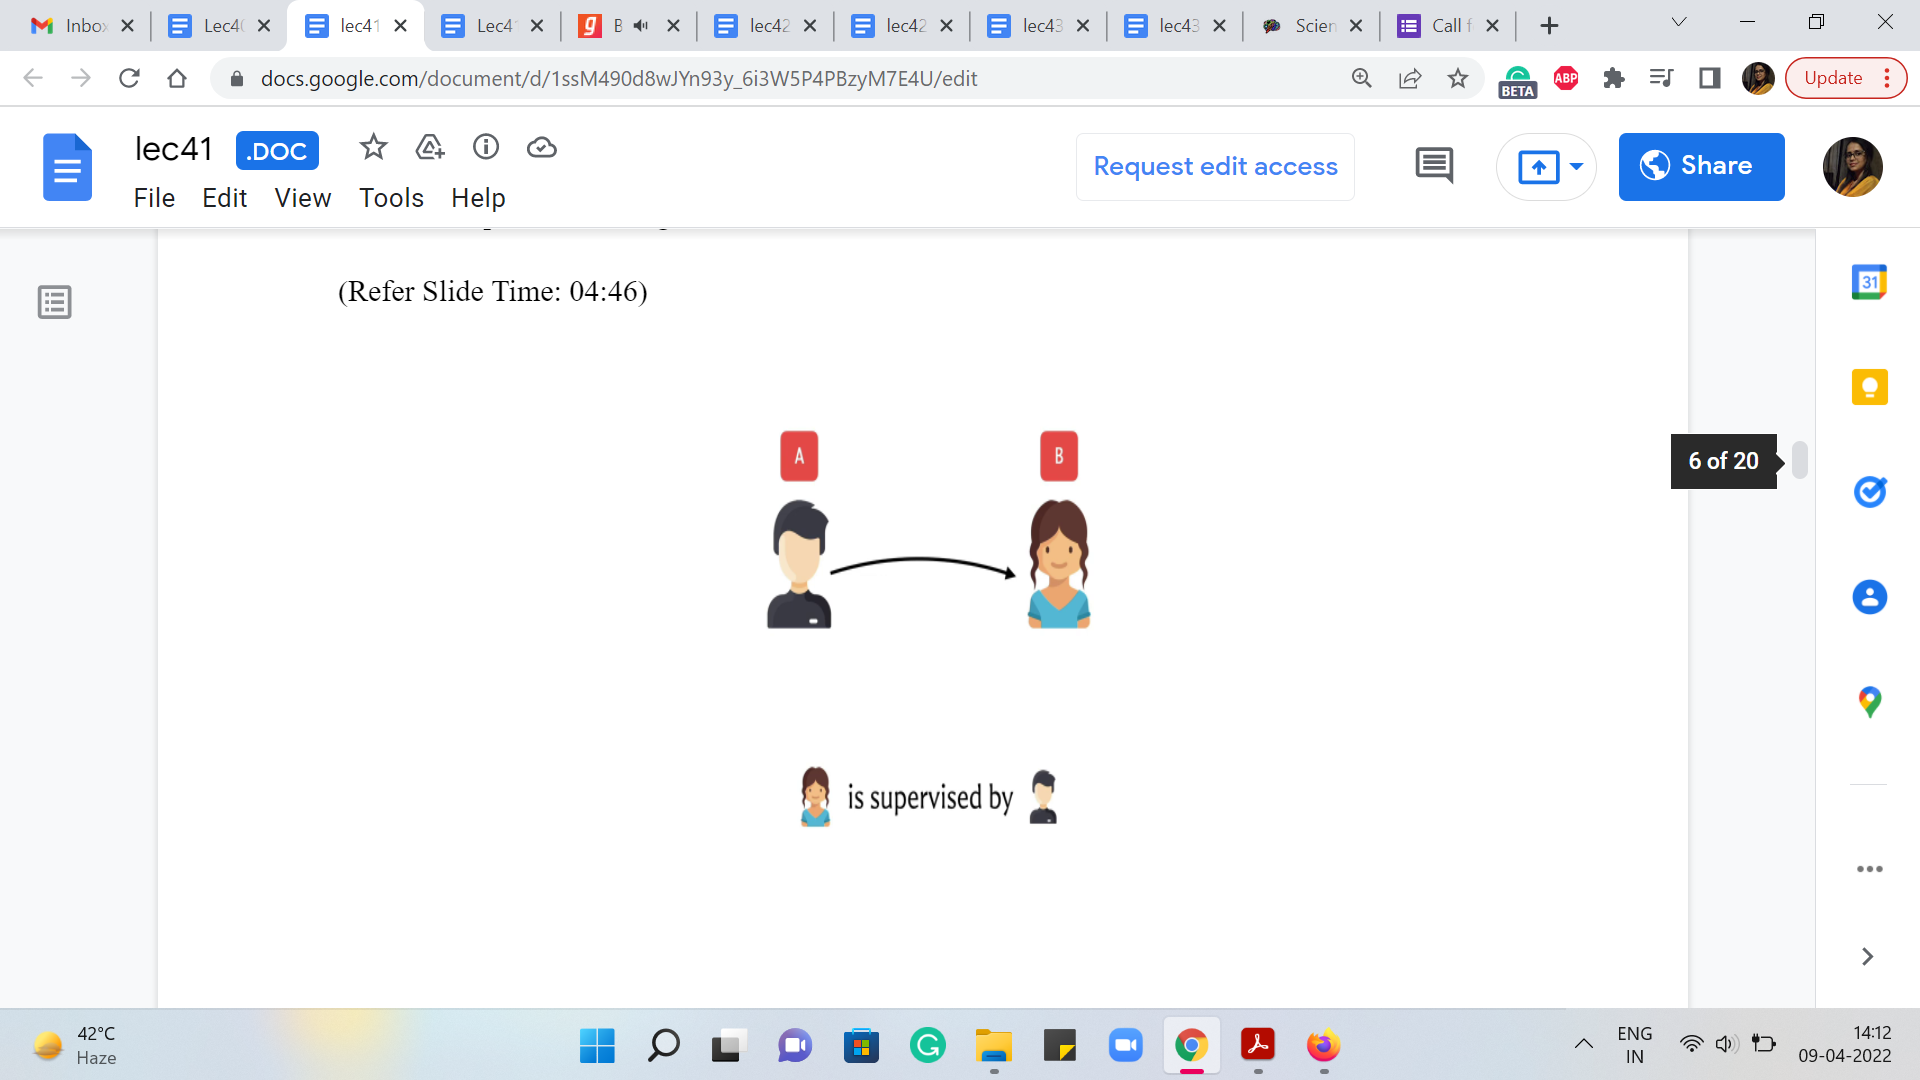 Inbox
Lec40
lec41
Lec41
B
lec42
lec42
lec43
lec43
Scien
Call f
docs.google.com/document/d/1ssM490d8wJYn93y_6i3W5P4PBzyM7E4U/edit
BETA
ABP
Update
lec41
.DOC
Request edit access
Share
File Edit View Tools Help
(Refer Slide Time: 04:46)
31
A
B
6 of 20
is supervised by
42°C
Haze
ENG
IN
14:12
09-04-2022